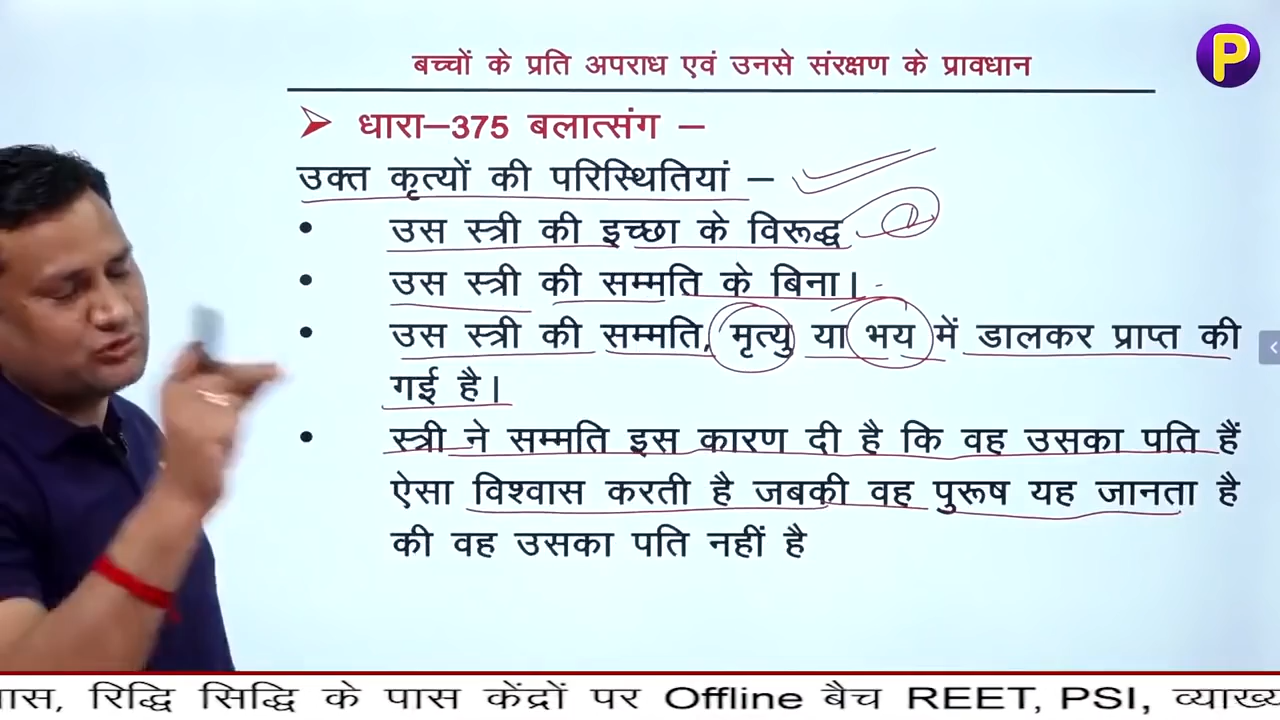 P
बच्चों के प्रति अपराध एवं उनसे संरक्षण के प्रावधान
➢ धारा–375 बलात्संग –
उक्त कृत्यों की परिस्थितियां –
• उस स्त्री की इच्छा के विरूद्ध
• उस स्त्री की सम्मति के बिना।
• उस स्त्री की सम्मति, मृत्यु या भय में डालकर प्राप्त की
गई है।
• स्त्री ने सम्मति इस कारण दी है कि वह उसका पति हैं
ऐसा विश्वास करती है जबकी वह पुरूष यह जानता है
की वह उसका पति नहीं है
रिद्धि सिद्धि के पास केंद्रों पर Offline बैच REET, PSI,